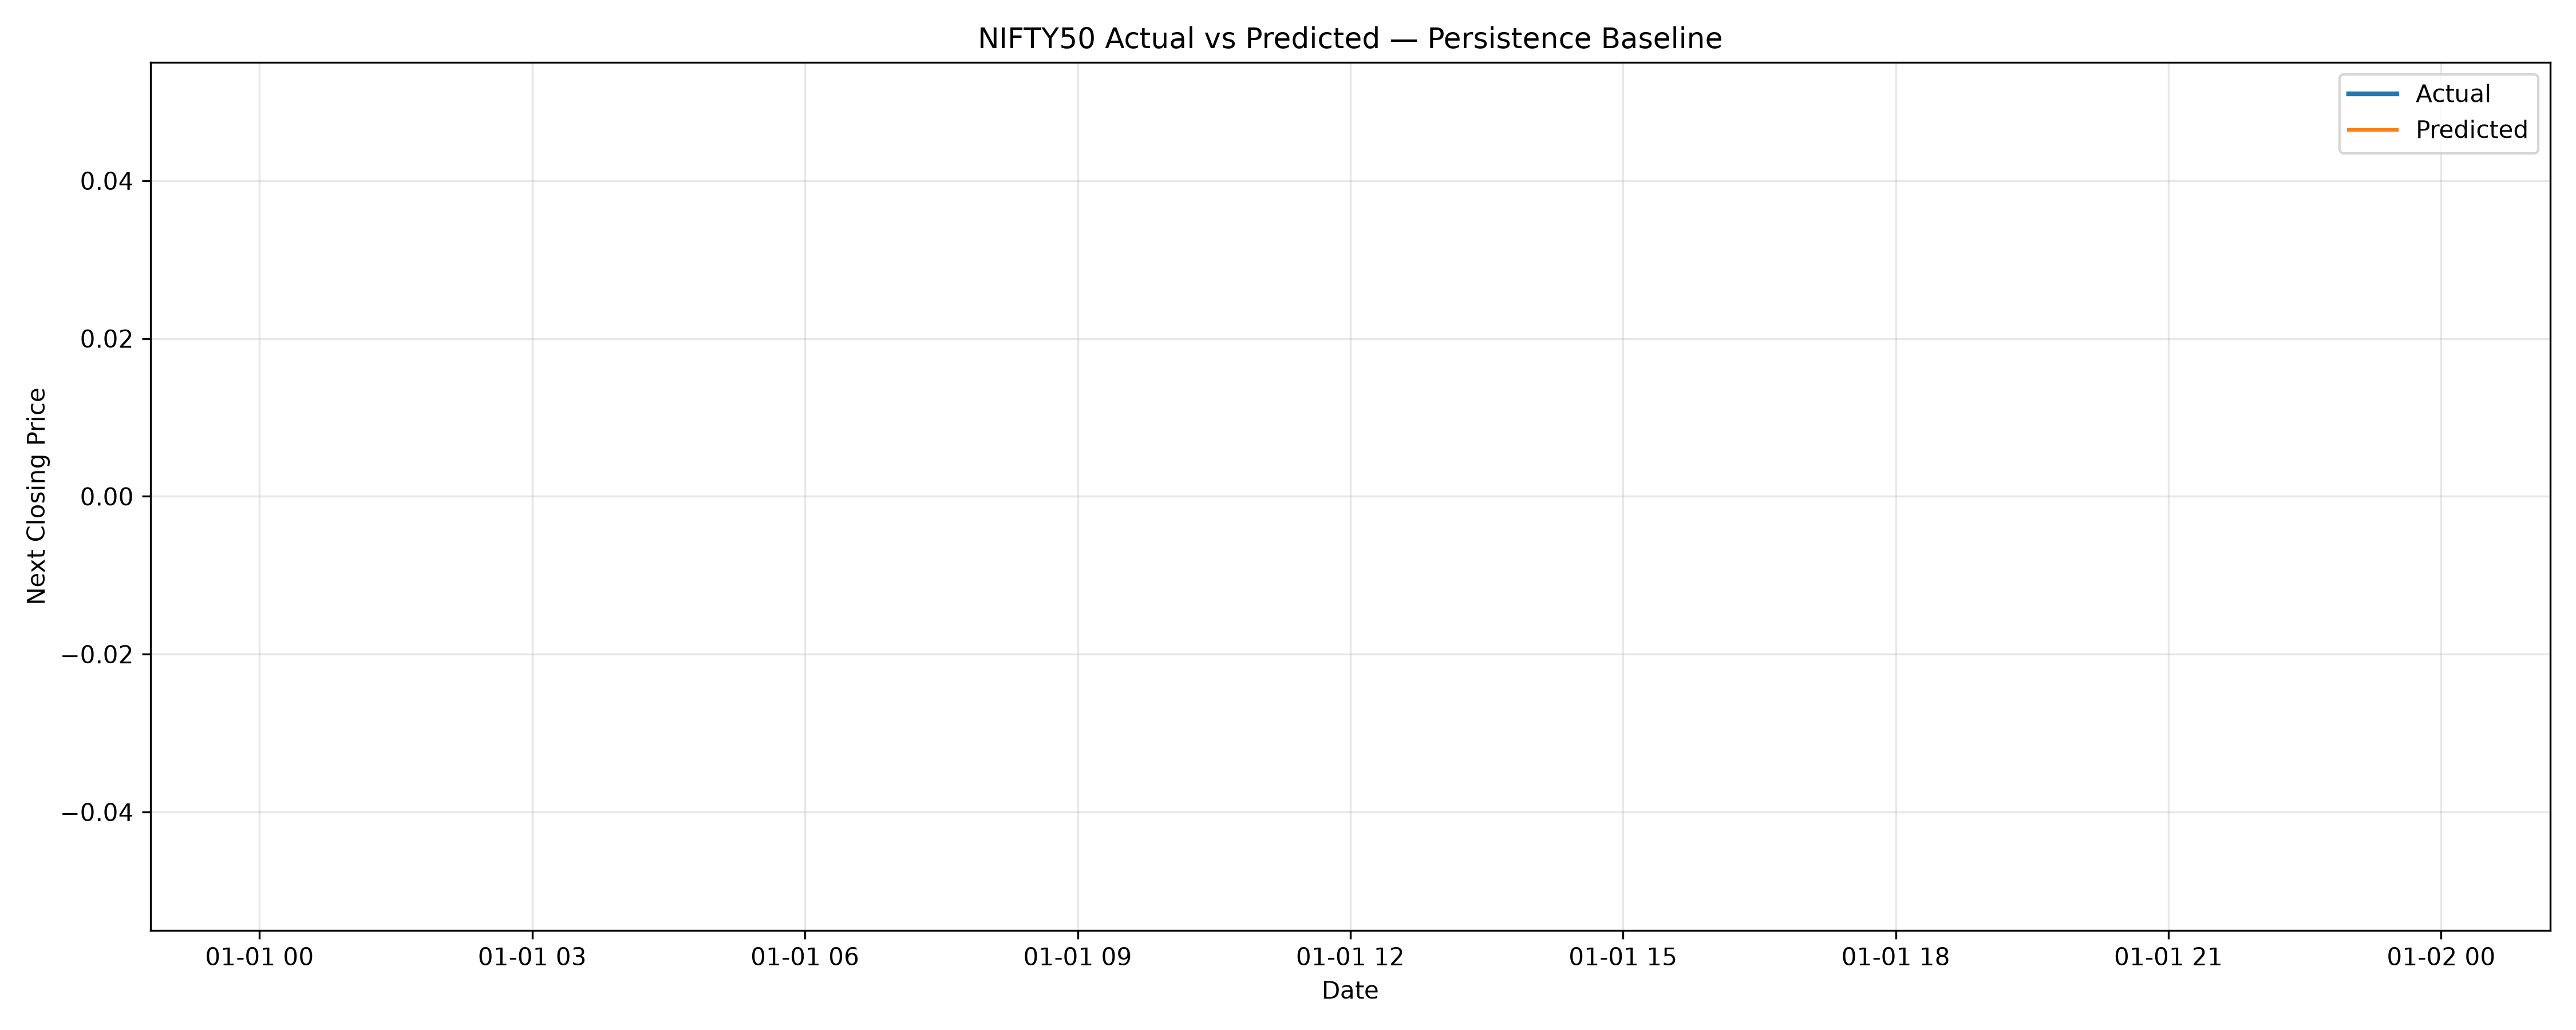 NIFTY50 Actual vs Predicted — Persistence Baseline
Actual
Predicted
0.04
0.02
0.00
−0.02
−0.04
Next Closing Price
01-01 00
01-01 03
01-01 06
01-01 09
01-01 12
01-01 15
01-01 18
01-01 21
01-02 00
Date